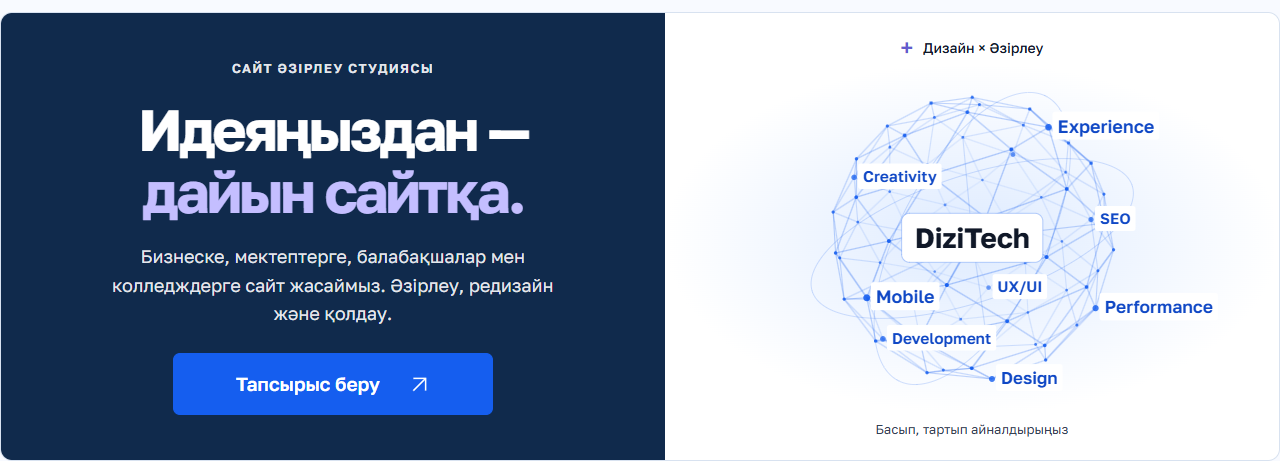 САЙТ ӘЗІРЛЕУ СТУДИЯСЫ
Идеяңыздан —
дайын сайтқа.
Бизнеске, мектептерге, балабақшалар мен
колледждерге сайт жасаймыз. Әзірлеу, редизайн
және қолдау.
Тапсырыс беру
+ Дизайн × Әзірлеу
Experience
Creativity
SEO
DiziTech
UX/UI
Mobile
Performance
Development
Design
Басып, тартып айналдырыңыз